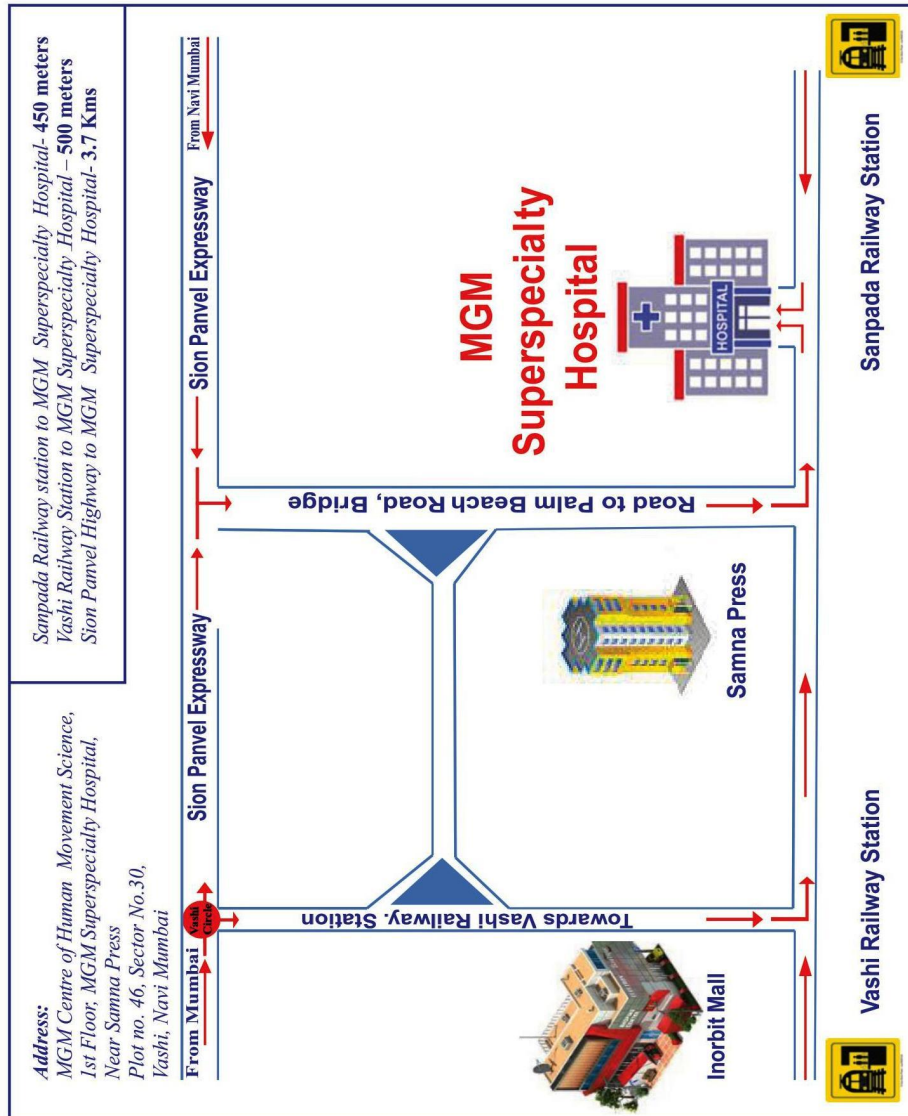 Address:
MGM Centre of Human Movement Science,
1st Floor, MGM Superspecialty Hospital,
Near Samna Press
Plot no. 46, Sector No.30,
Vashi, Navi Mumbai
Sanpada Railway station to MGM Superspecialty Hospital- 450 meters
Vashi Railway Station to MGM Superspecialty Hospital – 500 meters
Sion Panvel Highway to MGM Superspecialty Hospital- 3.7 Kms
From Mumbai
Vashi
Circle
Sion Panvel Expressway
Sion Panvel Expressway
From Navi Mumbai
Towards Vashi Railway. Station
Road to Palm Beach Road, Bridge
MGM
Superspecialty
Hospital
HOSPITAL
Inorbit Mall
Samna Press
Vashi Railway Station
Sanpada Railway Station